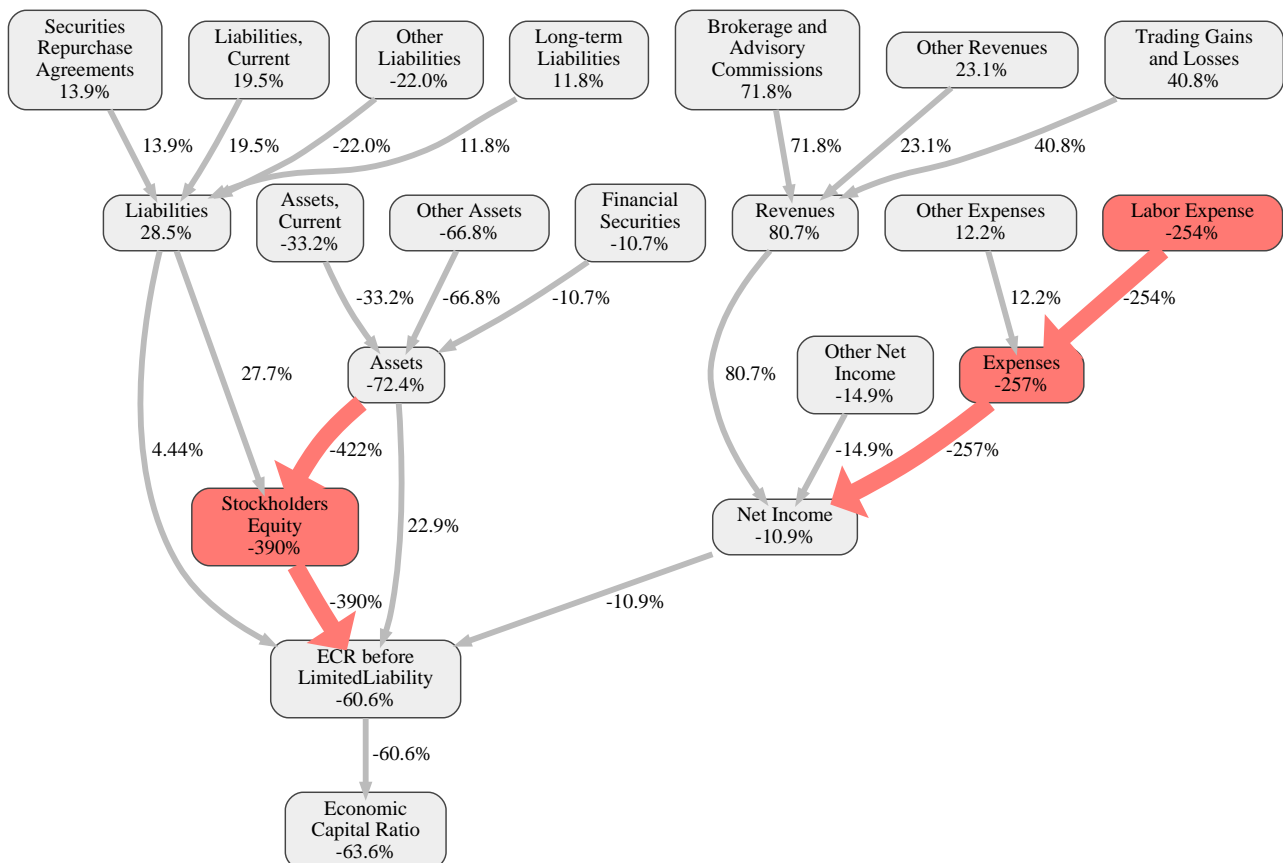 Securities
Repurchase
Agreements
13.9%
Liabilities,
Current
19.5%
Other
Liabilities
-22.0%
Long-term
Liabilities
11.8%
Brokerage and
Advisory
Commissions
71.8%
Other Revenues
23.1%
Trading Gains
and Losses
40.8%
13.9%
19.5%
-22.0%
11.8%
71.8%
23.1%
40.8%
Liabilities
28.5%
Assets,
Current
-33.2%
Other Assets
-66.8%
Financial
Securities
-10.7%
Revenues
80.7%
Other Expenses
12.2%
Labor Expense
-254%
-33.2%
-66.8%
-10.7%
12.2%
-254%
27.7%
Assets
-72.4%
80.7%
Other Net
Income
-14.9%
Expenses
-257%
4.44%
-422%
-14.9%
-257%
Stockholders
Equity
-390%
22.9%
Net Income
-10.9%
-390%
-10.9%
ECR before
LimitedLiability
-60.6%
-60.6%
Economic
Capital Ratio
-63.6%